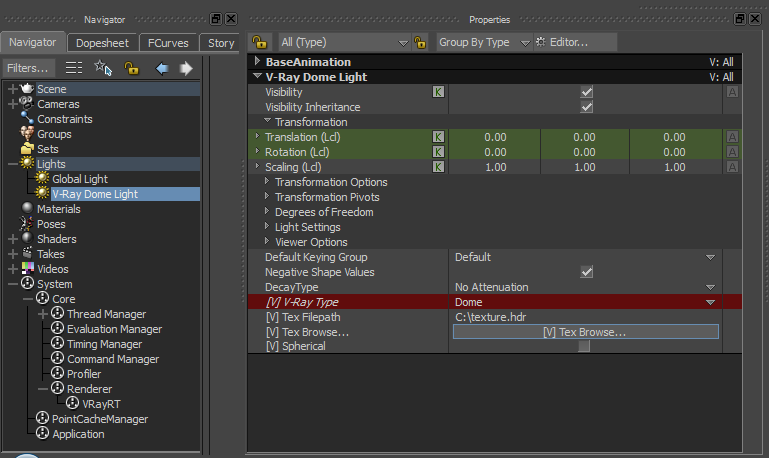 Navigator
Navigator Dopesheet FCurves Story
Filters...
Scene
Cameras
Constraints
Groups
Sets
Lights
Global Light
V-Ray Dome Light
Materials
Poses
Shaders
Takes
Videos
System
Core
Thread Manager
Evaluation Manager
Timing Manager
Command Manager
Profiler
Renderer
VRayRT
PointCacheManager
Application
Properties
All (Type) Group By Type Editor...
BaseAnimation V: All
V-Ray Dome Light V: All
Visibility K A
Visibility Inheritance
Transformation
Translation (Lcl) K 0.00 0.00 0.00 A
Rotation (Lcl) K 0.00 0.00 0.00 A
Scaling (Lcl) K 1.00 1.00 1.00 A
Transformation Options
Transformation Pivots
Degrees of Freedom
Light Settings
Viewer Options
Default Keying Group Default
Negative Shape Values
DecayType No Attenuation
[V] V-Ray Type Dome
[V] Tex Filepath C:\texture.hdr
[V] Tex Browse... [V] Tex Browse...
[V] Spherical